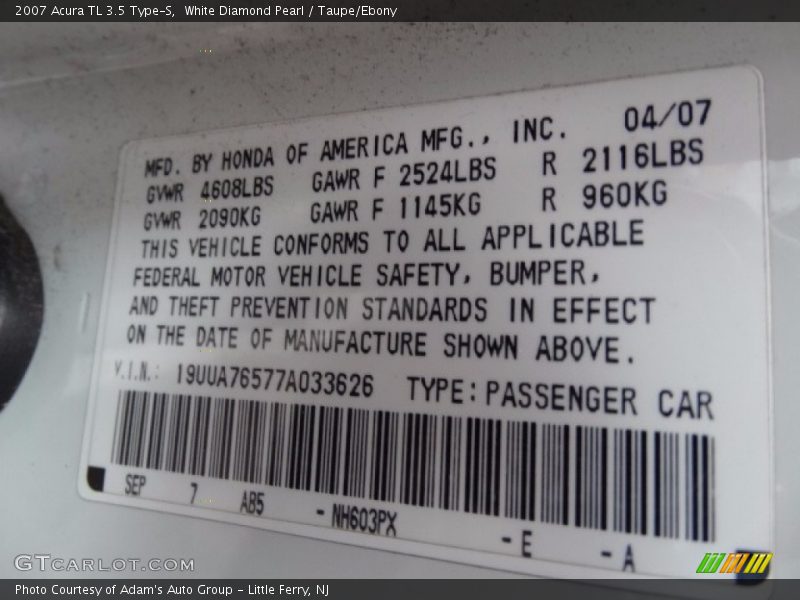 2007 Acura TL 3.5 Type-S, White Diamond Pearl / Taupe/Ebony
MFD. BY HONDA OF AMERICA MFG., INC. 04/07
GVWR 4608LBS GAWR F 2524LBS R 2116LBS
GVWR 2090KG GAWR F 1145KG R 960KG
THIS VEHICLE CONFORMS TO ALL APPLICABLE
FEDERAL MOTOR VEHICLE SAFETY, BUMPER,
AND THEFT PREVENTION STANDARDS IN EFFECT
ON THE DATE OF MANUFACTURE SHOWN ABOVE.
V.I.N.: 19UUA76577A033626 TYPE: PASSENGER CAR
SEP 7 AB5 - NH603PX - E - A
GTCARLOT.COM
Photo Courtesy of Adam's Auto Group - Little Ferry, NJ